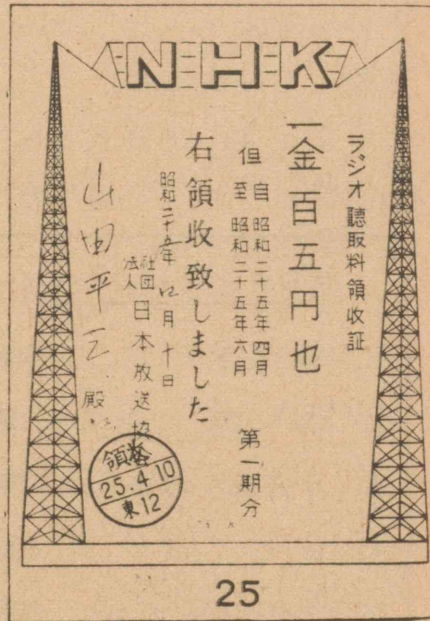 NHK
ラジオ聽取料領收証
一金百五円也
但 自 昭和二十五年四月
至 昭和二十五年六月
第一期分
右領收致しました
昭和二十五年四月十日
社団法人 日本放送協
山田平三 殿
領巻
25.4.10
東12
25